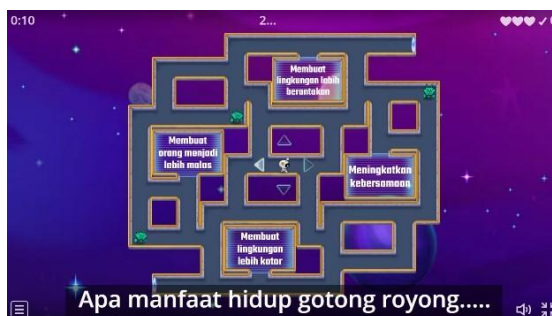 0:10
2...
Membuat
lingkungan lebih
berantakan
Membuat
orang menjadi
lebih malas
Meningkatkan
kebersamaan
Membuat
lingkungan
lebih kotor
Apa manfaat hidup gotong royong.....